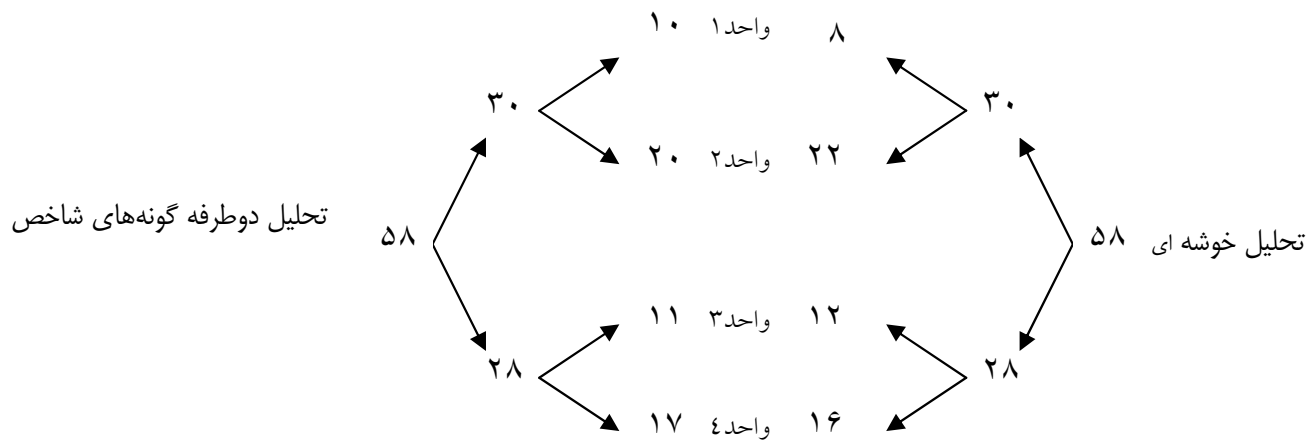 ۸ واحد۱ ۱۰
۳۰ ۳۰
۲۲ واحد۲ ۲۰
تحلیل خوشه ای ۵۸ ۵۸ تحلیل دوطرفه گونه‌های شاخص
۱۲ واحد۳ ۱۱
۲۸ ۲۸
۱۶ واحد٤ ۱۷